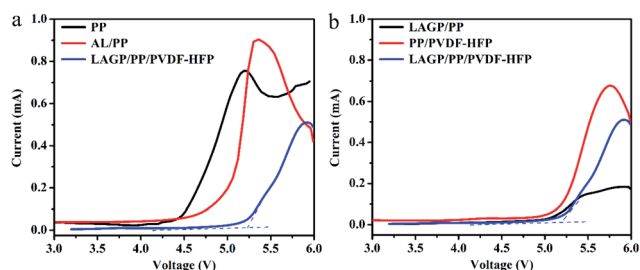 a
PP
AL/PP
LAGP/PP/PVDF-HFP
Current (mA)
1.0
0.8
0.6
0.4
0.2
0.0
3.0 3.5 4.0 4.5 5.0 5.5 6.0
Voltage (V)
b
LAGP/PP
PP/PVDF-HFP
LAGP/PP/PVDF-HFP
Current (mA)
1.0
0.8
0.6
0.4
0.2
0.0
3.0 3.5 4.0 4.5 5.0 5.5 6.0
Voltage (V)